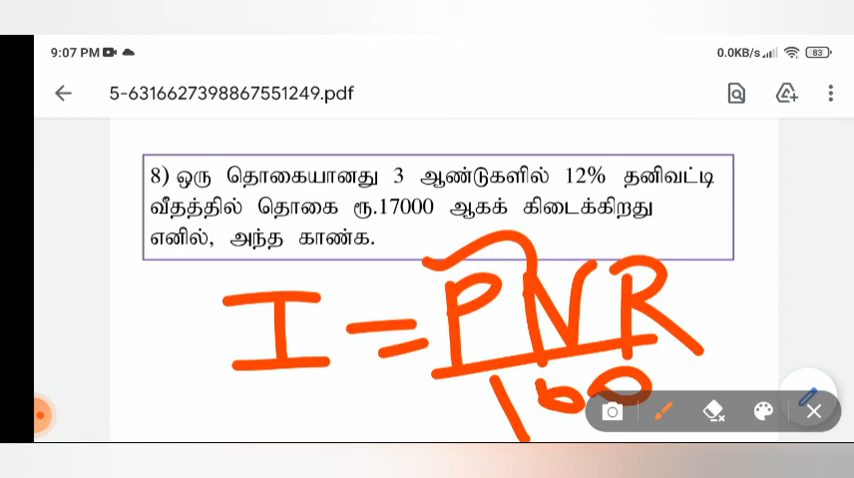 9:07 PM
0.0KB/s
83
5-6316627398867551249.pdf
8) ஒரு தொகையானது 3 ஆண்டுகளில் 12% தனிவட்டி
வீதத்தில் தொகை ரூ.17000 ஆகக் கிடைக்கிறது
எனில், அந்த காண்க.
I = PNR
100